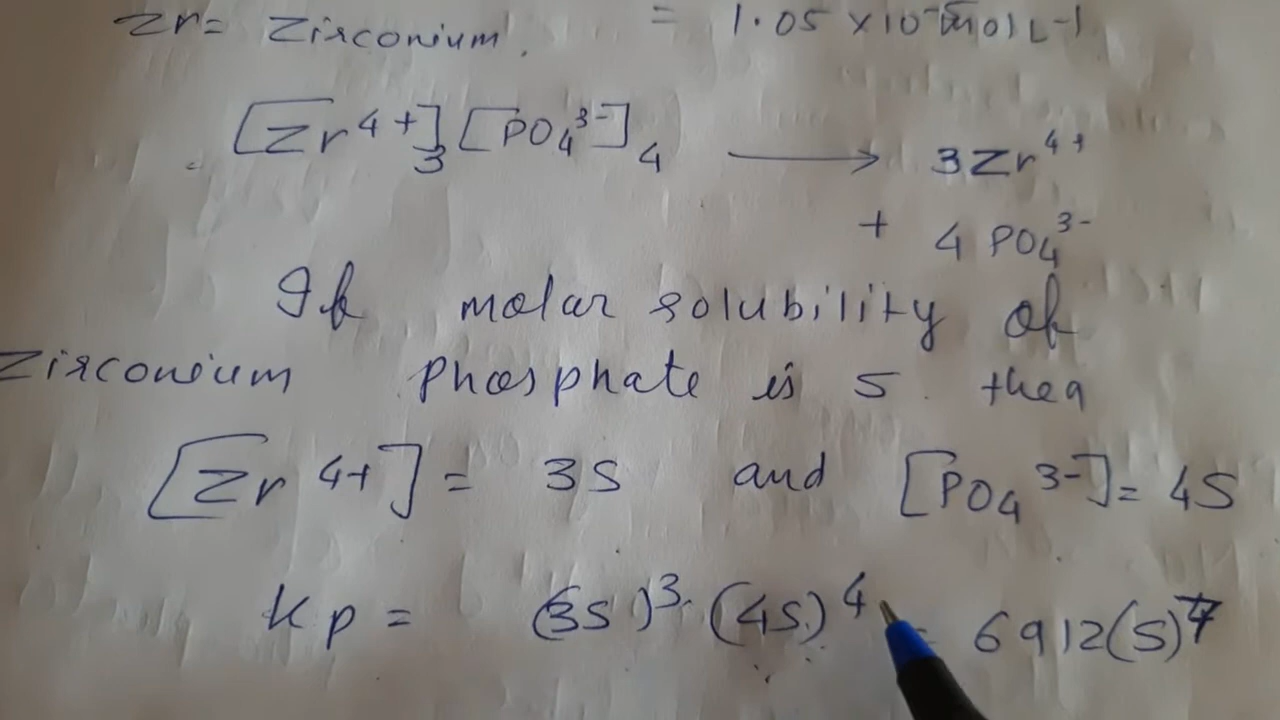 Zr = Zirconium. = 1.05 × 10⁻ mol L⁻¹
[Zr⁴⁺]₃ [PO₄³⁻]₄ ⟶ 3Zr⁴⁺
+ 4 PO₄³⁻
If molar solubility of
Zirconium Phosphate is S then
[Zr⁴⁺] = 3S and [PO₄³⁻] = 4S
Kp = (3S)³. (4S)⁴ = 6912(S)⁷